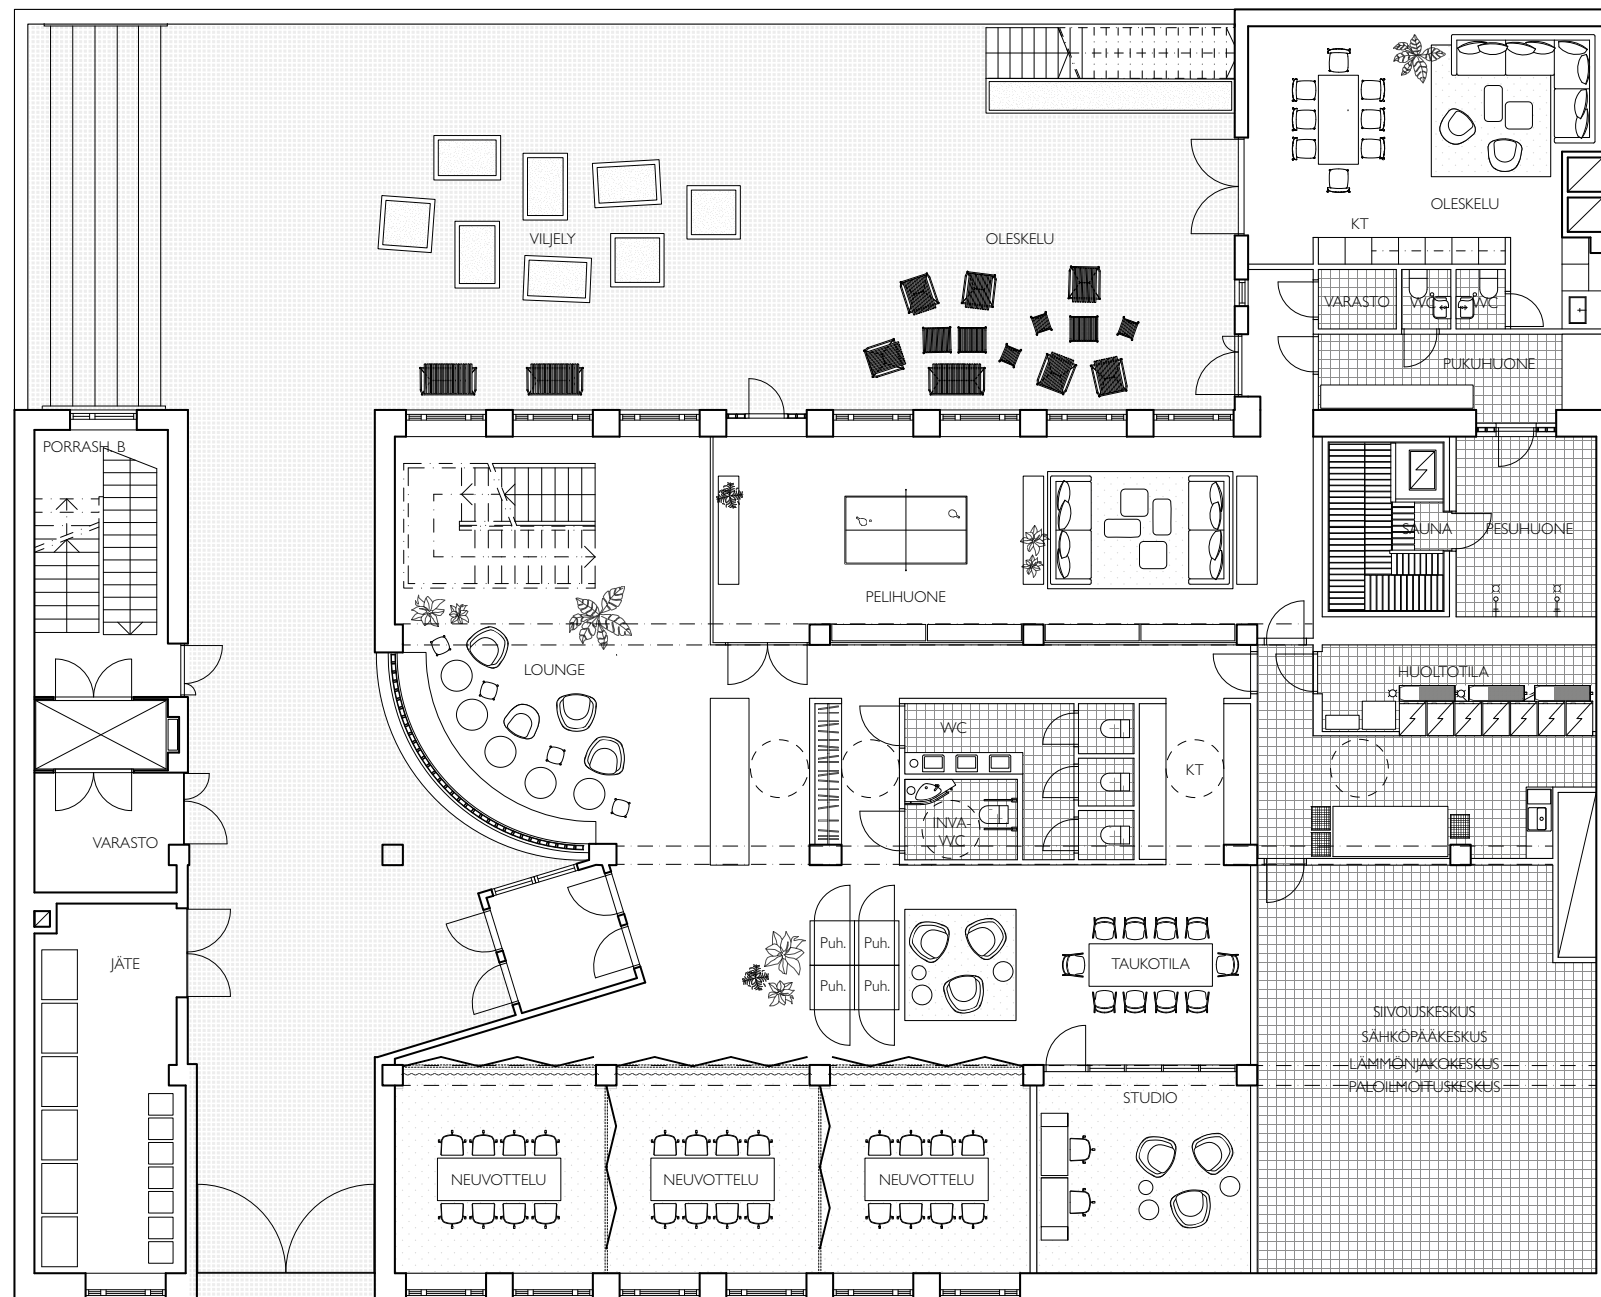 OLESKELU
KT
VILJELY
OLESKELU
VARASTO
WC
WC
PUKUHUONE
PORRASH. B
SAUNA
PESUHUONE
PELIHUONE
LOUNGE
HUOLTOTILA
WC
KT
INVA-
WC
VARASTO
Puh.
Puh.
JÄTE
TAUKOTILA
Puh.
Puh.
SIIVOUSKESKUS
SÄHKÖPÄÄKESKUS
LÄMMÖNJAKOKESKUS
PALOILMOITUSKESKUS
STUDIO
NEUVOTTELU
NEUVOTTELU
NEUVOTTELU